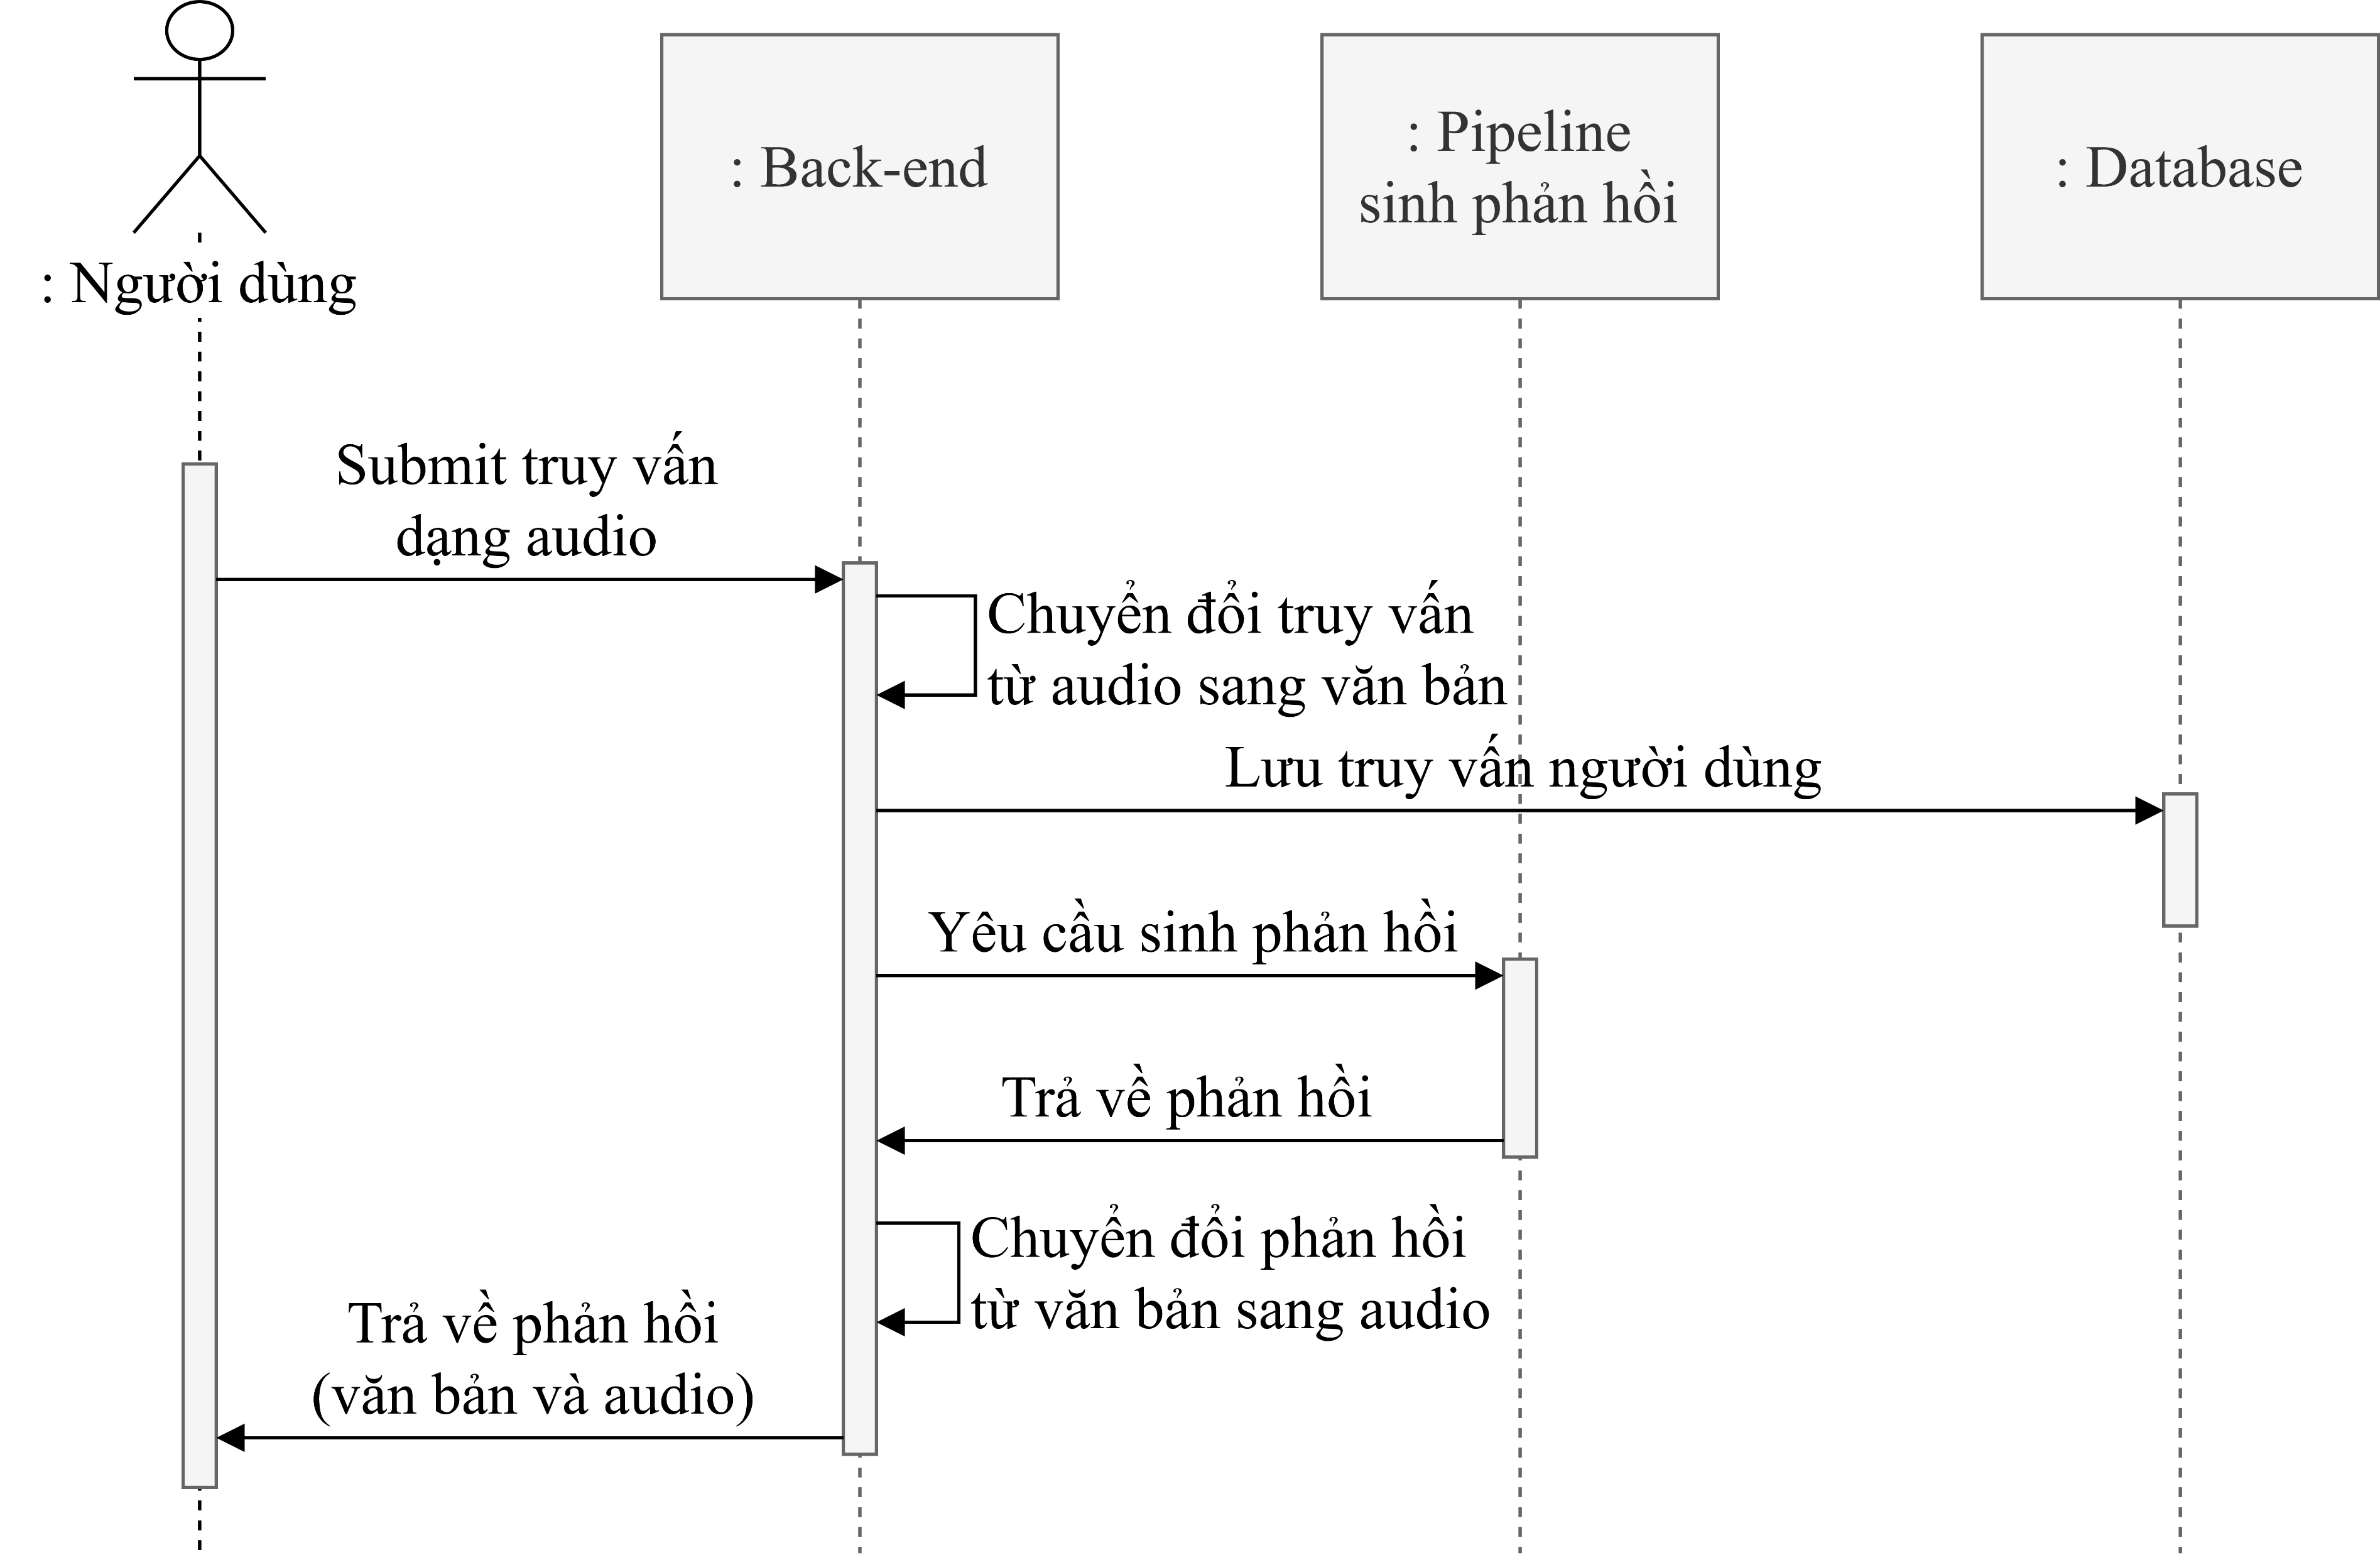 : Người dùng
: Back-end
: Pipeline
sinh phản hồi
: Database
Submit truy vấn
dạng audio
Chuyển đổi truy vấn
từ audio sang văn bản
Lưu truy vấn người dùng
Yêu cầu sinh phản hồi
Trả về phản hồi
Chuyển đổi phản hồi
từ văn bản sang audio
Trả về phản hồi
(văn bản và audio)